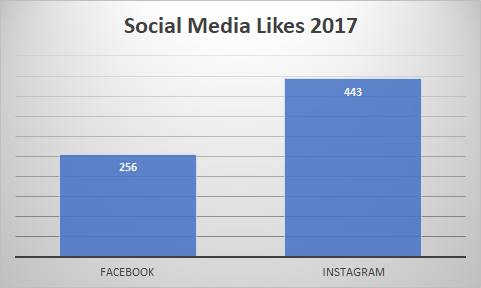 Social Media Likes 2017
443
256
FACEBOOK
INSTAGRAM